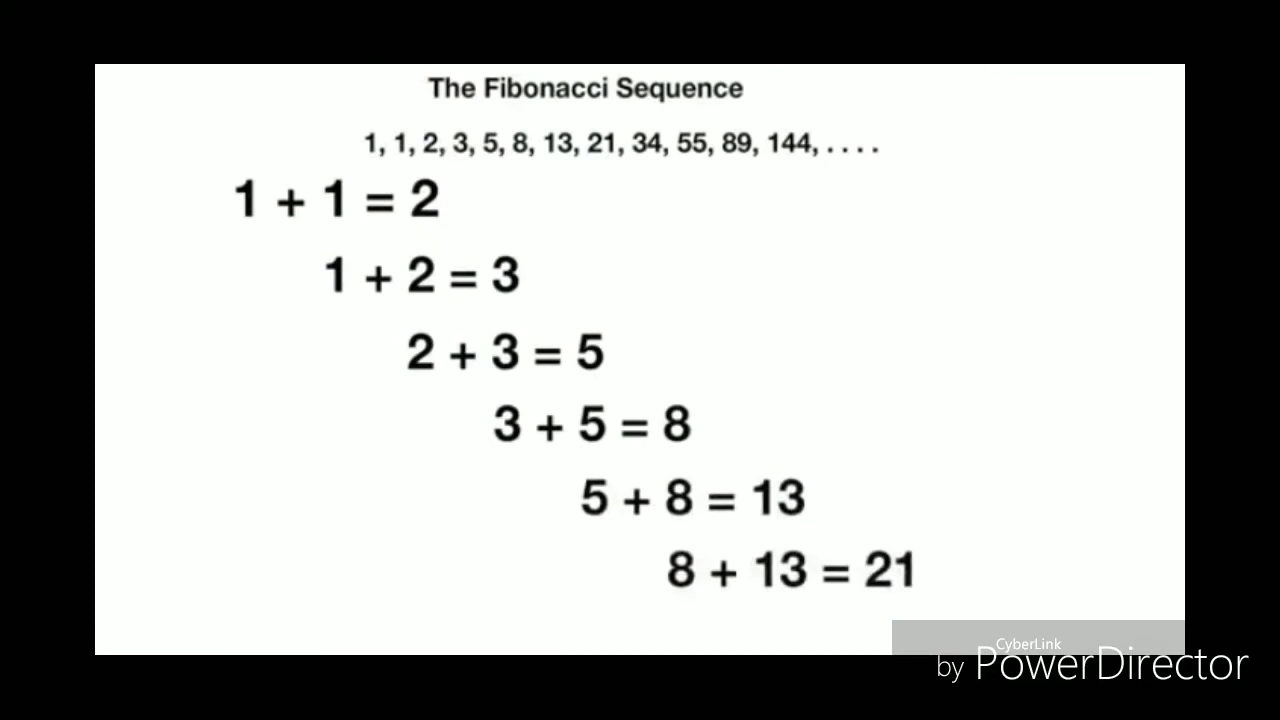 The Fibonacci Sequence
1, 1, 2, 3, 5, 8, 13, 21, 34, 55, 89, 144, . . . .
1 + 1 = 2
1 + 2 = 3
2 + 3 = 5
3 + 5 = 8
5 + 8 = 13
8 + 13 = 21
CyberLink
by PowerDirector